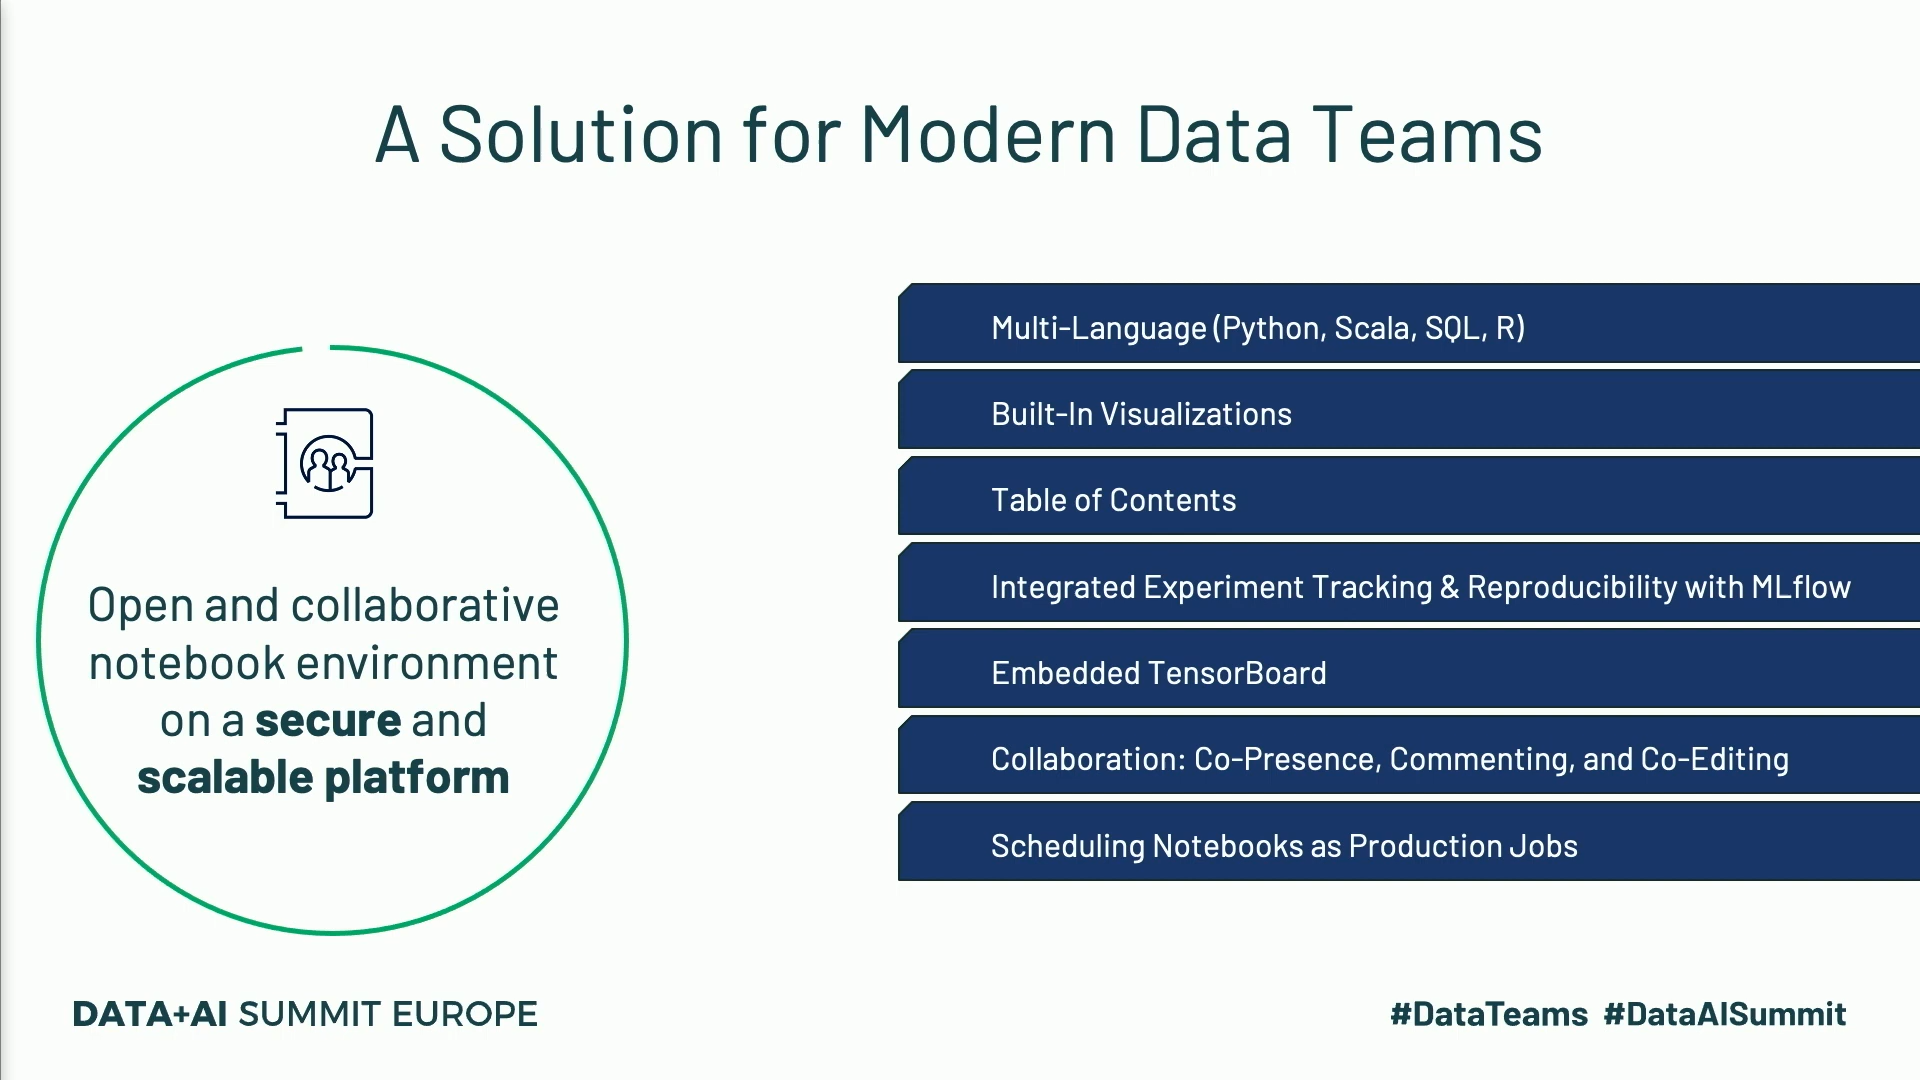 A Solution for Modern Data Teams
Open and collaborative
notebook environment
on a secure and
scalable platform
Multi-Language (Python, Scala, SQL, R)
Built-In Visualizations
Table of Contents
Integrated Experiment Tracking & Reproducibility with MLflow
Embedded TensorBoard
Collaboration: Co-Presence, Commenting, and Co-Editing
Scheduling Notebooks as Production Jobs
DATA+AI SUMMIT EUROPE
#DataTeams #DataAISummit